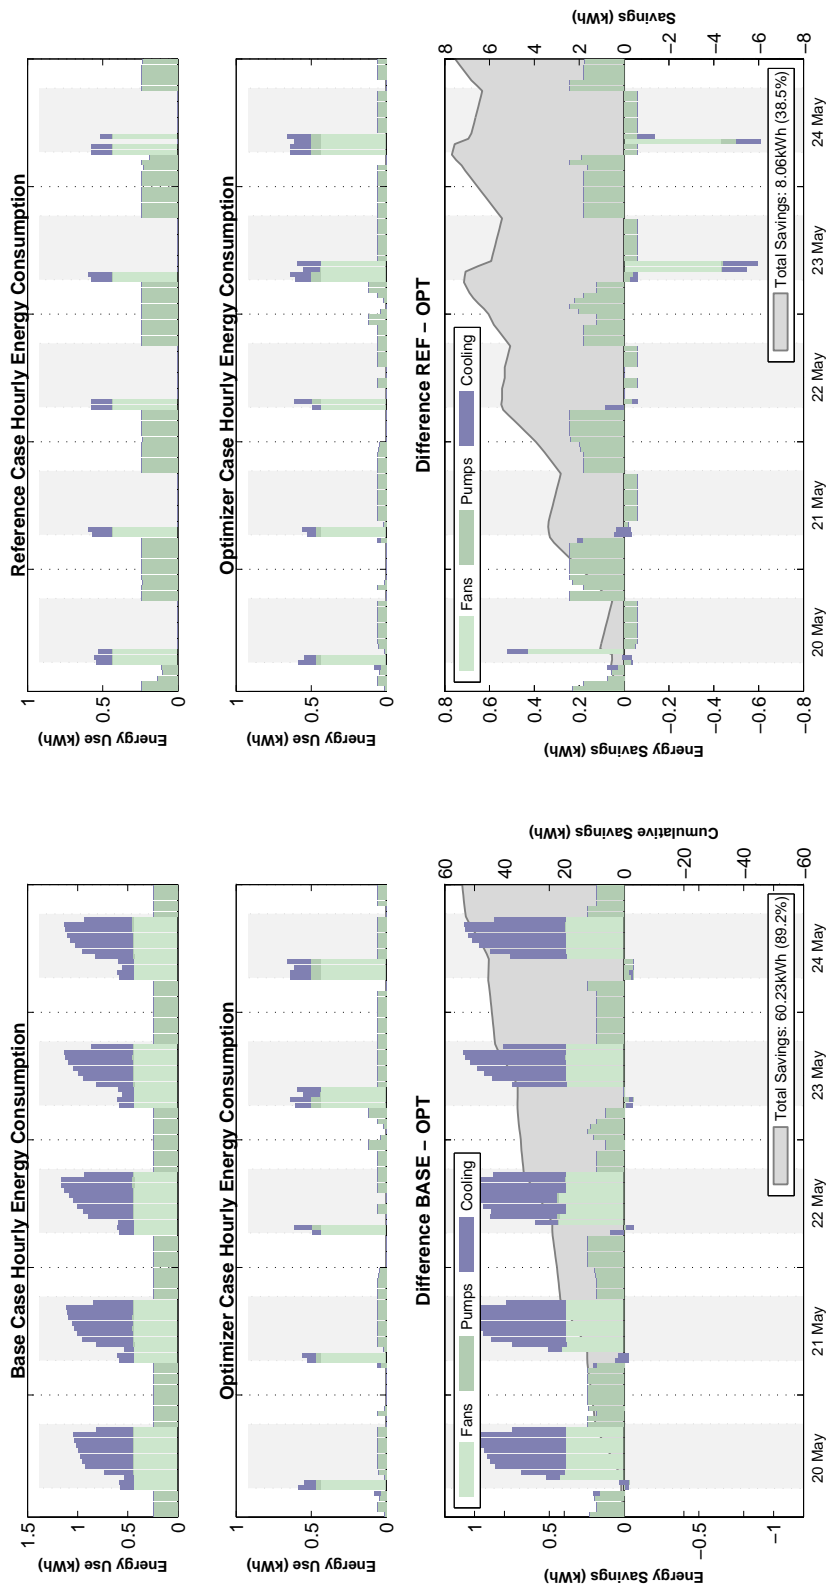 Base Case Hourly Energy Consumption
Energy Use (kWh)
1.5
1
0.5
0
Optimizer Case Hourly Energy Consumption
Energy Use (kWh)
1
0.5
0
Difference BASE – OPT
Energy Savings (kWh)
1
0.5
0
−0.5
−1
Cumulative Savings (kWh)
60
40
20
0
−20
−40
−60
Fans
Pumps
Cooling
Total Savings: 60.23kWh (89.2%)
20 May
21 May
22 May
23 May
24 May
Reference Case Hourly Energy Consumption
Energy Use (kWh)
1
0.5
0
Optimizer Case Hourly Energy Consumption
Energy Use (kWh)
1
0.5
0
Difference REF – OPT
Energy Savings (kWh)
0.8
0.6
0.4
0.2
0
−0.2
−0.4
−0.6
−0.8
Savings (kWh)
8
6
4
2
0
−2
−4
−6
−8
Fans
Pumps
Cooling
Total Savings: 8.06kWh (38.5%)
20 May
21 May
22 May
23 May
24 May